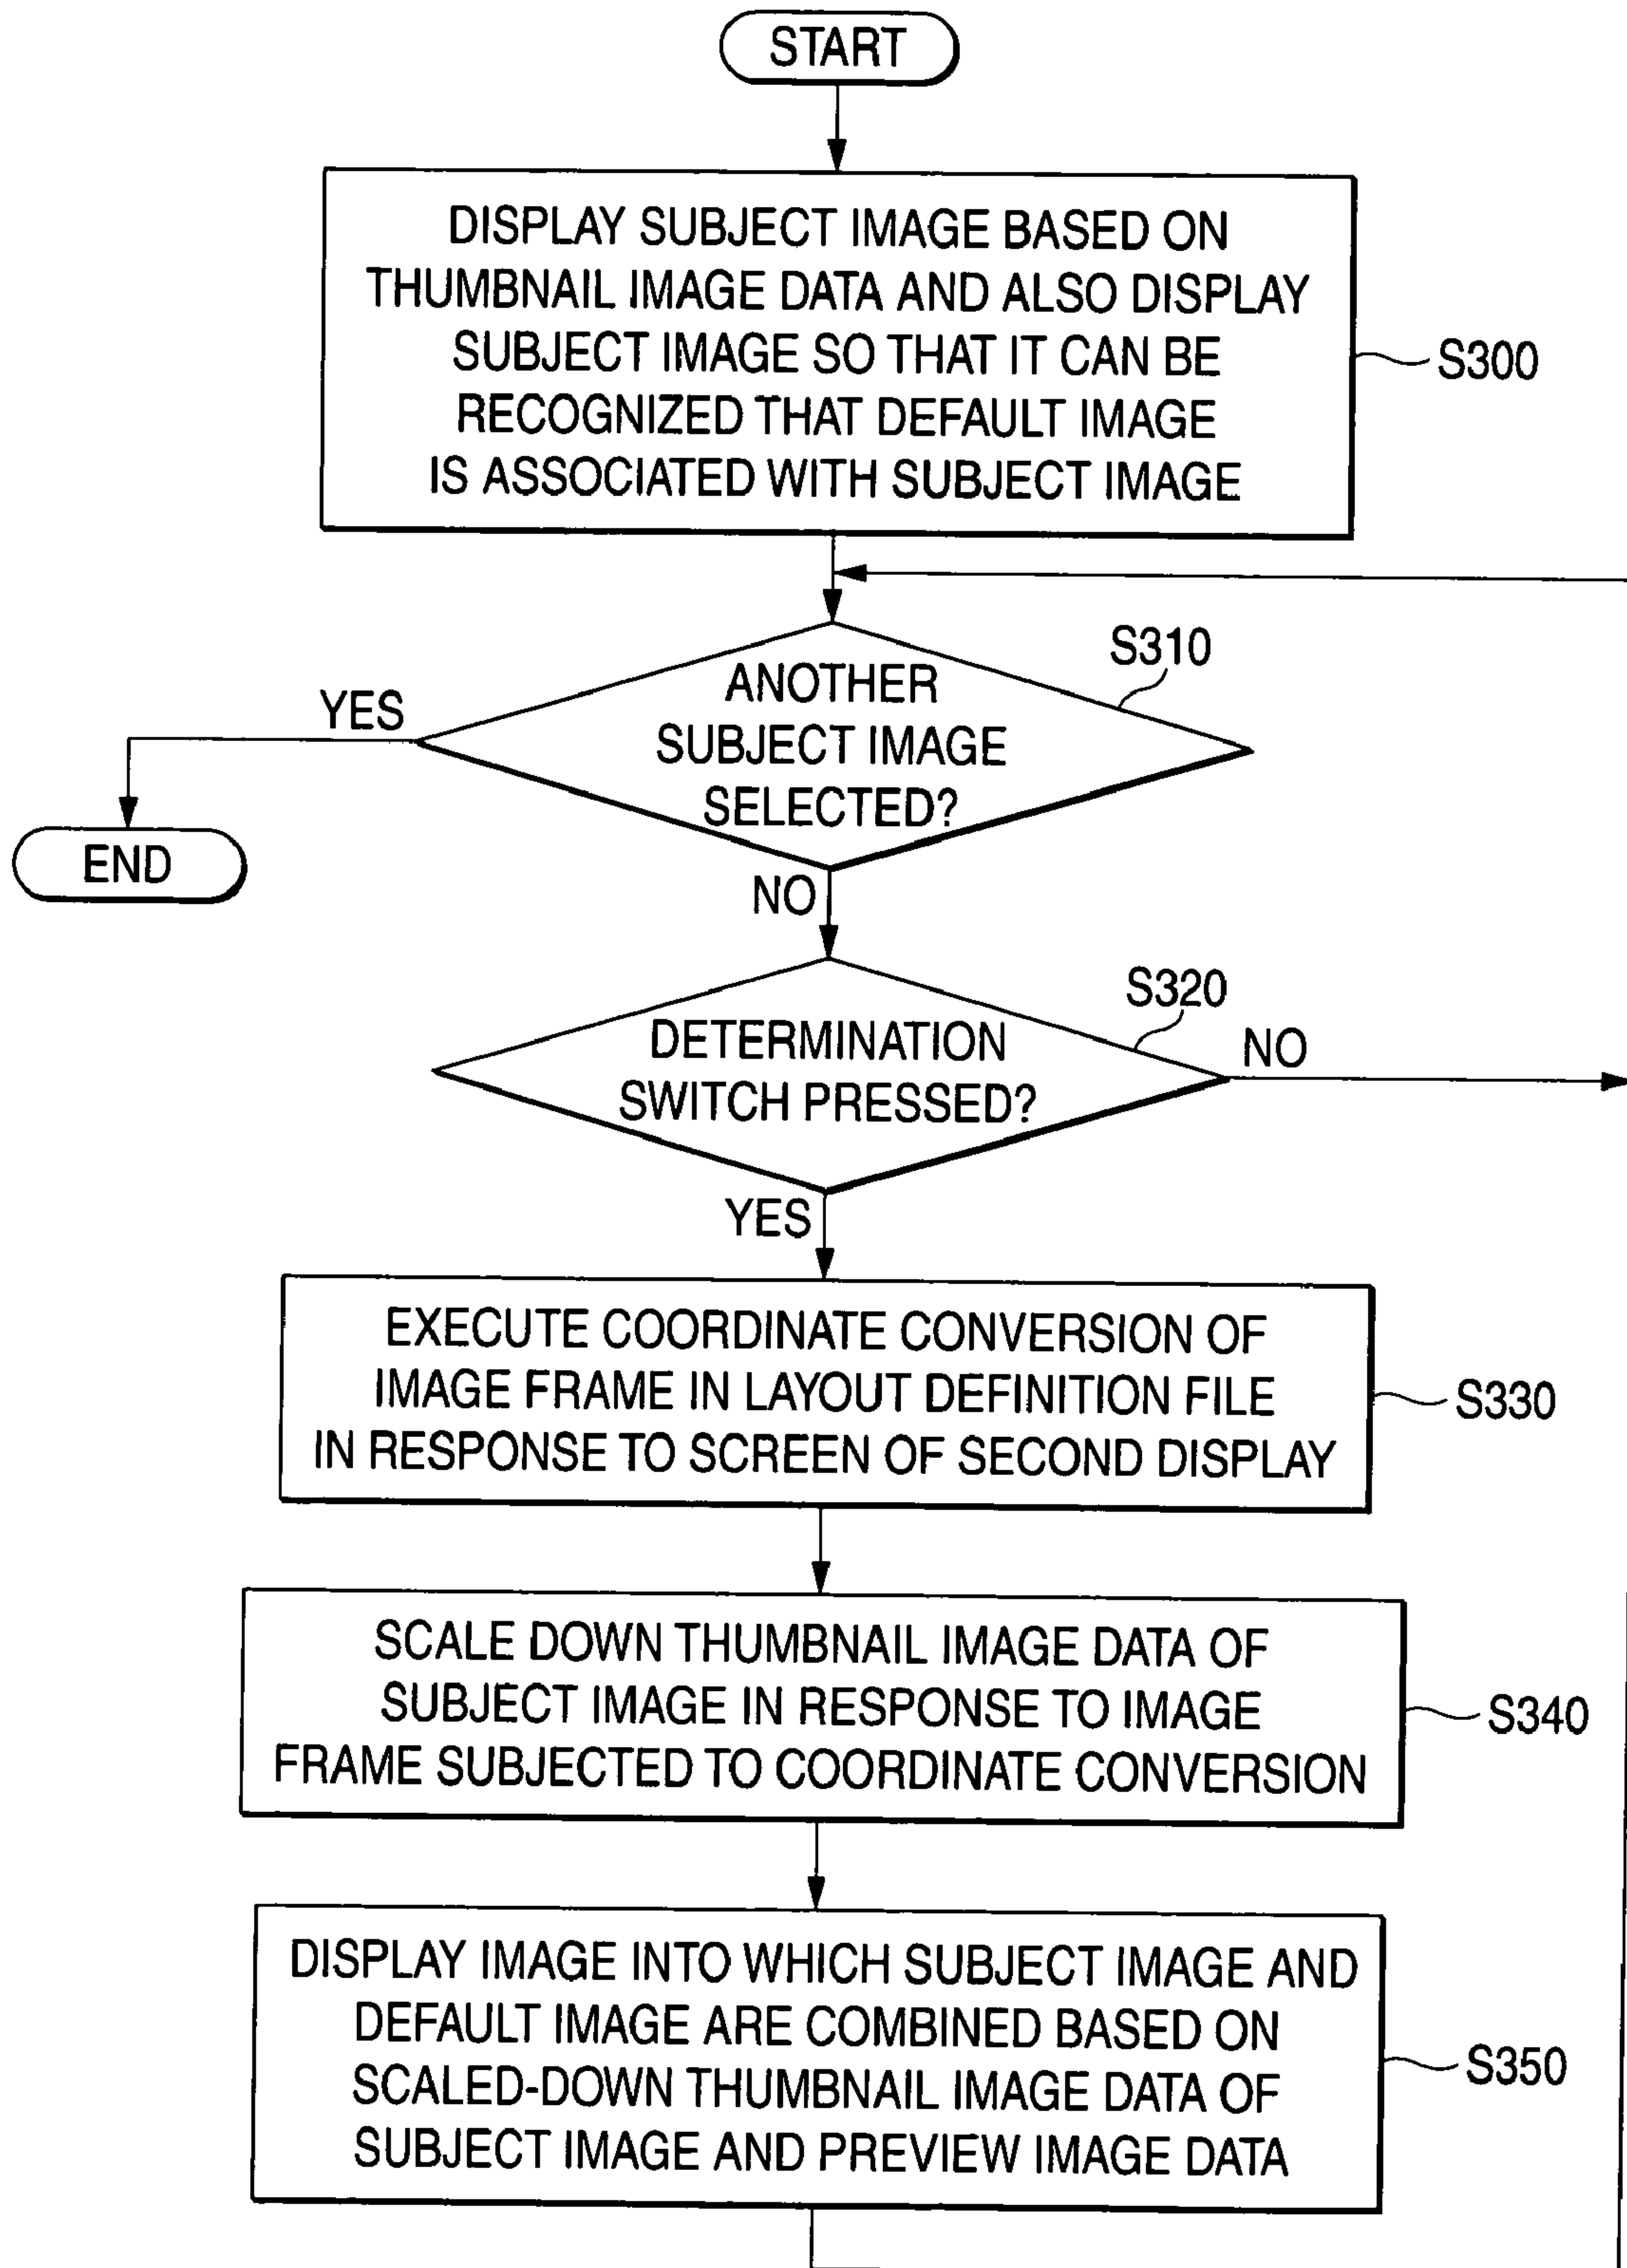 START
DISPLAY SUBJECT IMAGE BASED ON
THUMBNAIL IMAGE DATA AND ALSO DISPLAY
SUBJECT IMAGE SO THAT IT CAN BE
RECOGNIZED THAT DEFAULT IMAGE
IS ASSOCIATED WITH SUBJECT IMAGE
S300
S310
ANOTHER
SUBJECT IMAGE
SELECTED?
YES
END
NO
S320
DETERMINATION
SWITCH PRESSED?
NO
YES
EXECUTE COORDINATE CONVERSION OF
IMAGE FRAME IN LAYOUT DEFINITION FILE
IN RESPONSE TO SCREEN OF SECOND DISPLAY
S330
SCALE DOWN THUMBNAIL IMAGE DATA OF
SUBJECT IMAGE IN RESPONSE TO IMAGE
FRAME SUBJECTED TO COORDINATE CONVERSION
S340
DISPLAY IMAGE INTO WHICH SUBJECT IMAGE AND
DEFAULT IMAGE ARE COMBINED BASED ON
SCALED-DOWN THUMBNAIL IMAGE DATA OF
SUBJECT IMAGE AND PREVIEW IMAGE DATA
S350